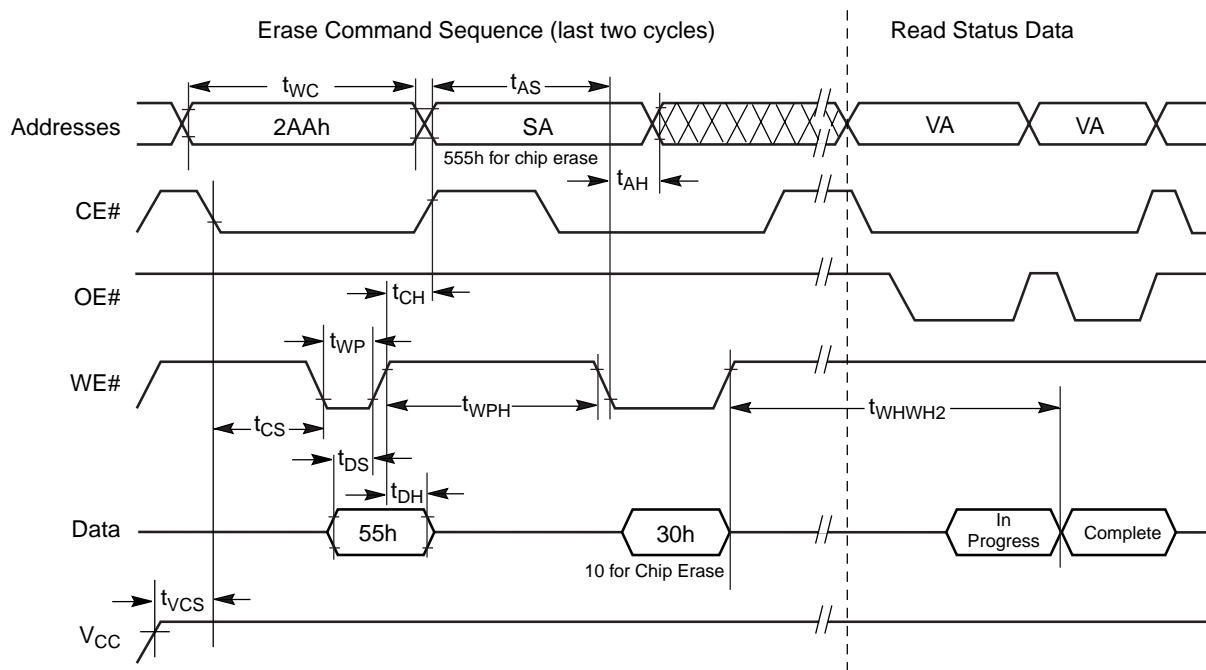 Erase Command Sequence (last two cycles)
Read Status Data
tWC
tAS
Addresses
2AAh
SA
VA
VA
555h for chip erase
tAH
CE#
OE#
tCH
tWP
WE#
tWPH
tWHWH2
tCS
tDS
tDH
Data
55h
30h
In
Progress
Complete
10 for Chip Erase
tVCS
VCC